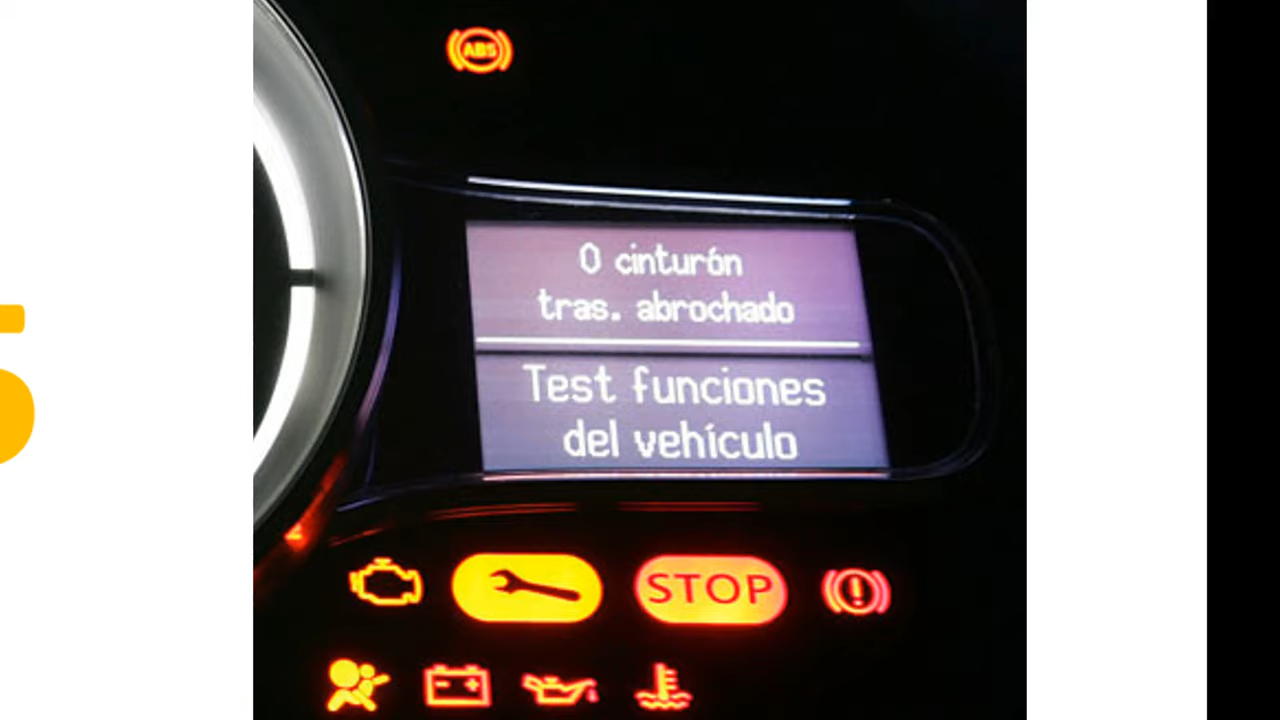 ABS
0 cinturón
tras. abrochado
Test funciones
del vehículo
STOP